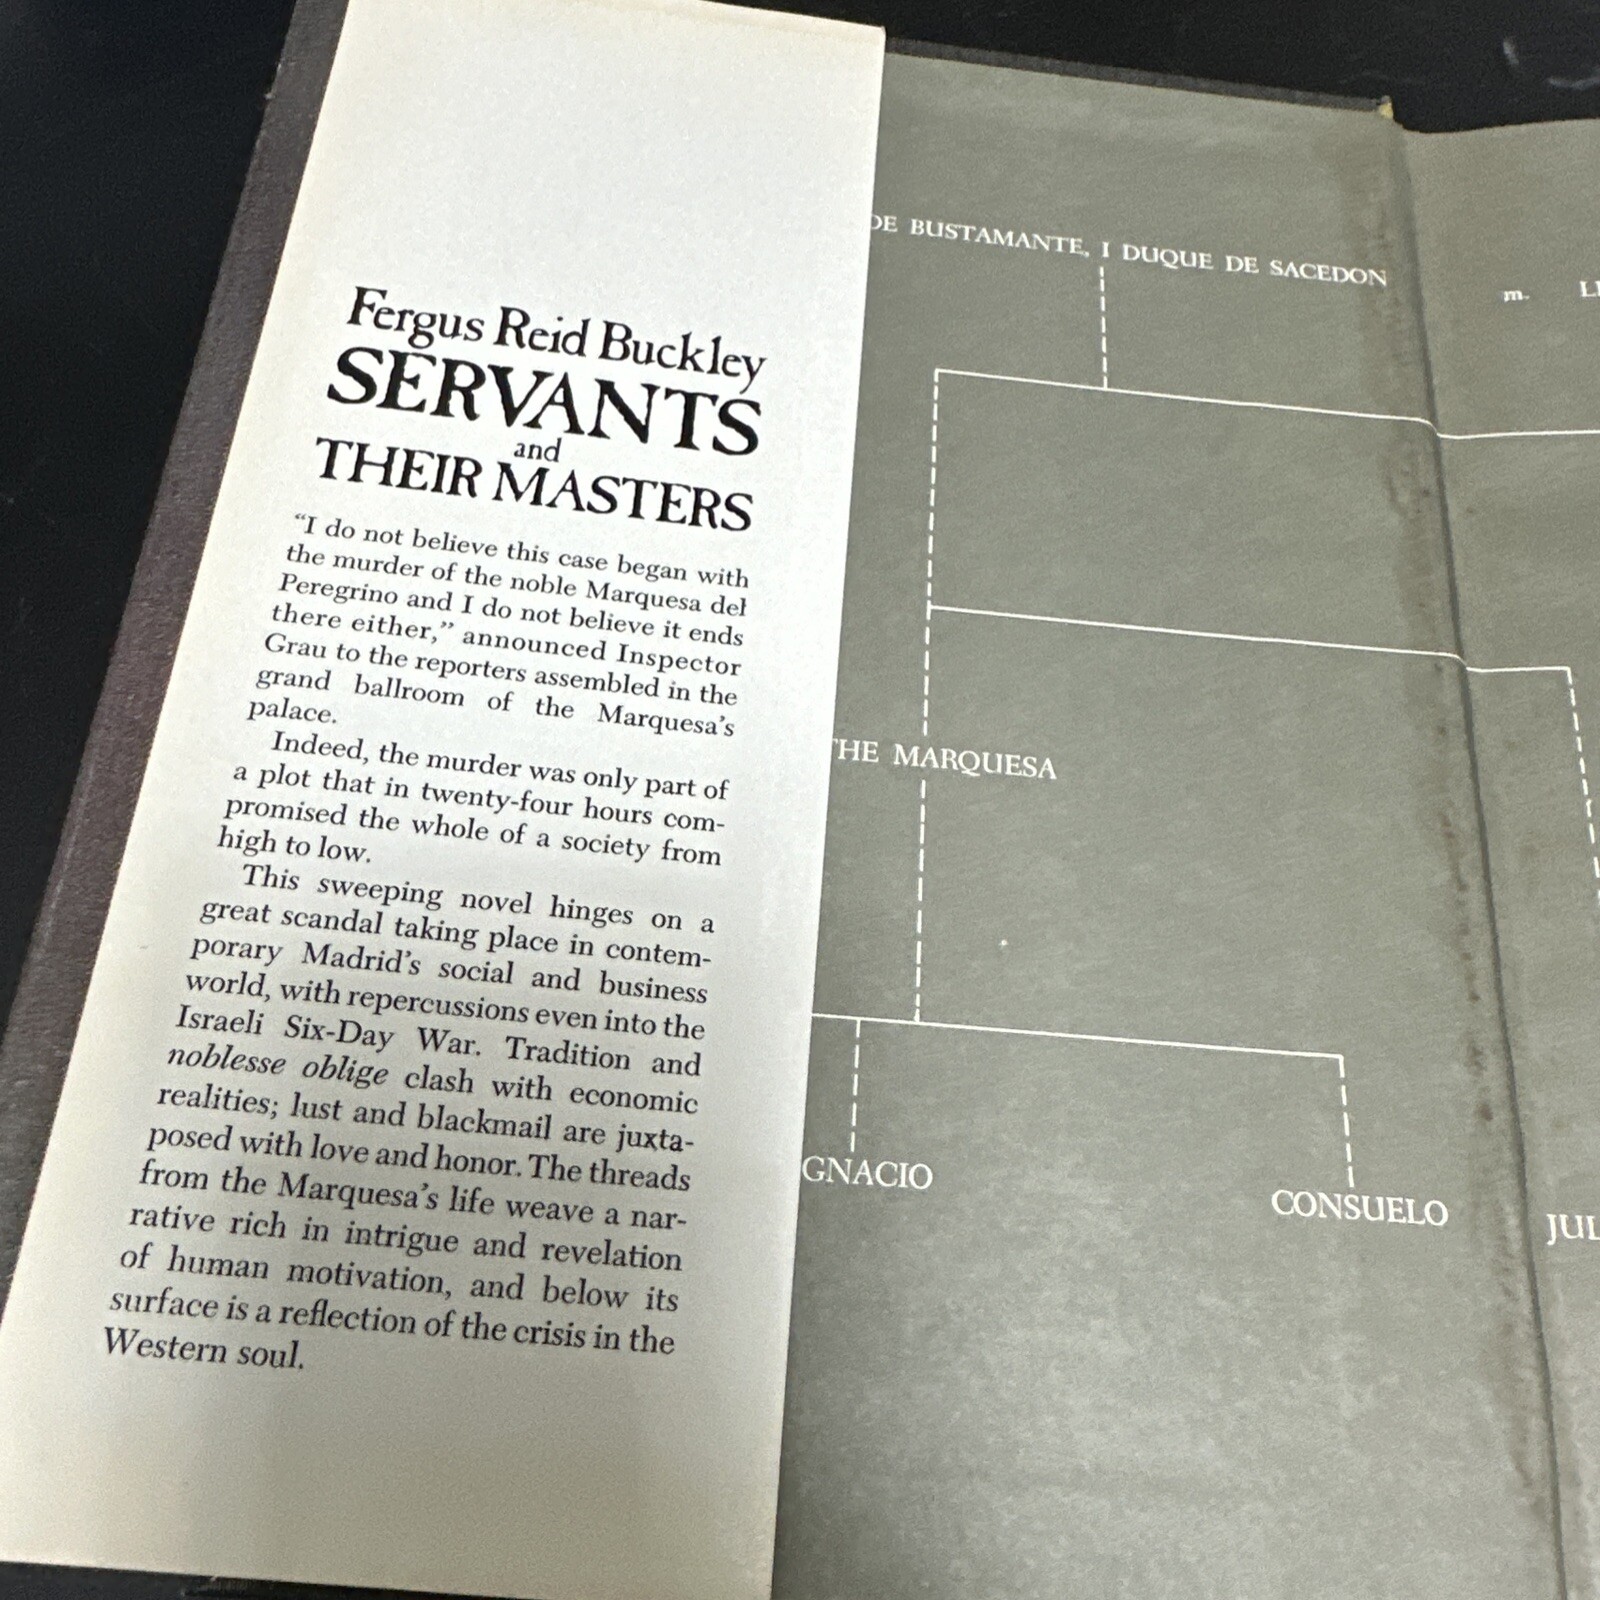 Fergus Reid Buckley
SERVANTS
and
THEIR MASTERS
“I do not believe this case began with
the murder of the noble Marquesa del
Peregrino and I do not believe it ends
there either,” announced Inspector
Grau to the reporters assembled in the
grand ballroom of the Marquesa’s
palace.
Indeed, the murder was only part of
a plot that in twenty-four hours com-
promised the whole of a society from
high to low.
This sweeping novel hinges on a
great scandal taking place in contem-
porary Madrid’s social and business
world, with repercussions even into the
Israeli Six-Day War. Tradition and
noblesse oblige clash with economic
realities; lust and blackmail are juxta-
posed with love and honor. The threads
from the Marquesa’s life weave a nar-
rative rich in intrigue and revelation
of human motivation, and below its
surface is a reflection of the crisis in the
Western soul.
DE BUSTAMANTE, I DUQUE DE SACEDON
m.
THE MARQUESA
GNACIO
CONSUELO
JUL